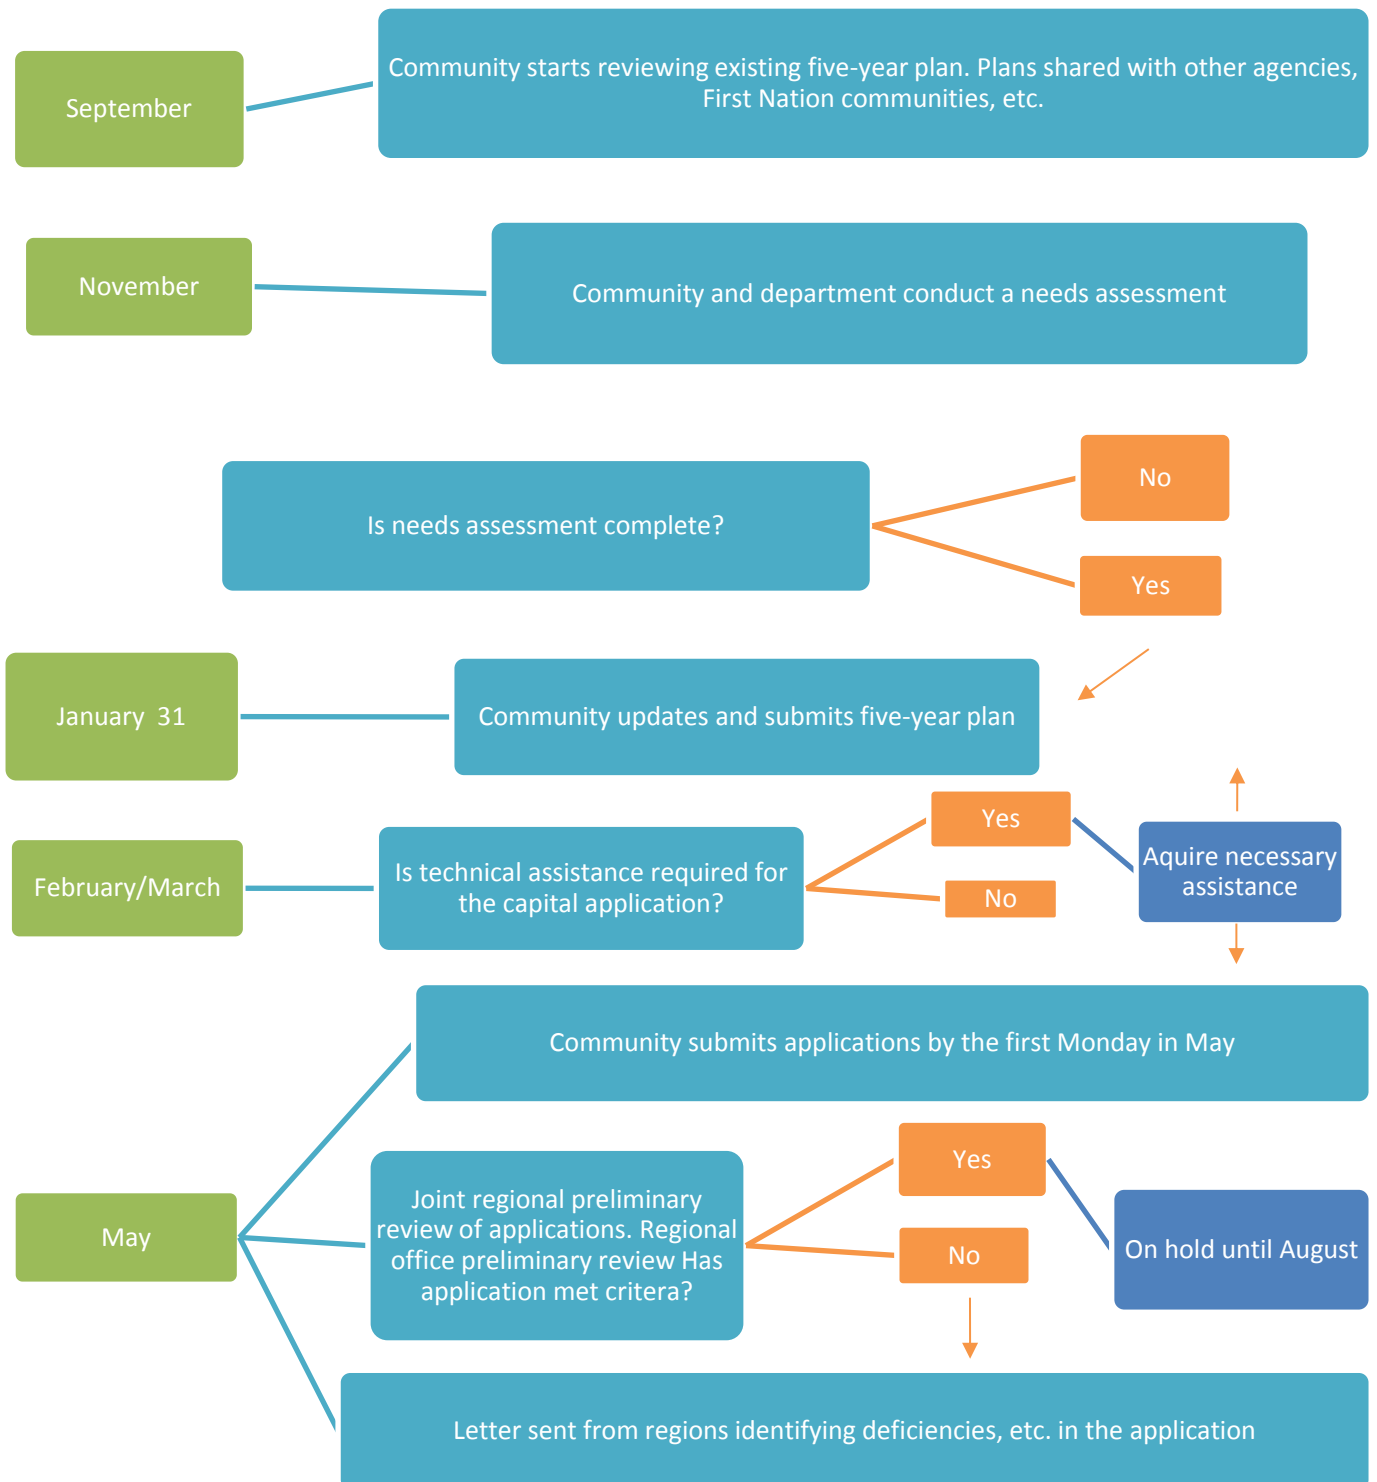 September
Community starts reviewing existing five-year plan. Plans shared with other agencies,
First Nation communities, etc.
November
Community and department conduct a needs assessment
Is needs assessment complete?
No
Yes
January  31
Community updates and submits five-year plan
February/March
Is technical assistance required for
the capital application?
Yes
No
Aquire necessary
assistance
Community submits applications by the first Monday in May
May
Joint regional preliminary
review of applications. Regional
office preliminary review Has
application met critera?
Yes
No
On hold until August
Letter sent from regions identifying deficiencies, etc. in the application